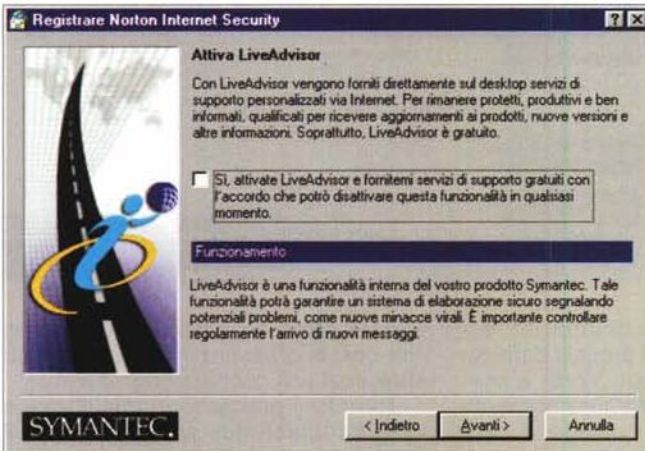 Registrare Norton Internet Security
Attiva LiveAdvisor
Con LiveAdvisor vengono forniti direttamente sul desktop servizi di
supporto personalizzati via Internet. Per rimanere protetti, produttivi e ben
informati, qualificati per ricevere aggiornamenti ai prodotti, nuove versioni e
altre informazioni. Soprattutto, LiveAdvisor è gratuito.
Sì, attivate LiveAdvisor e fornitemi servizi di supporto gratuiti con
l'accordo che potrò disattivare questa funzionalità in qualsiasi
momento.
Funzionamento
LiveAdvisor è una funzionalità interna del vostro prodotto Symantec. Tale
funzionalità potrà garantire un sistema di elaborazione sicuro segnalando
potenziali problemi, come nuove minacce virali. È importante controllare
regolarmente l'arrivo di nuovi messaggi.
SYMANTEC.
< Indietro
Avanti >
Annulla